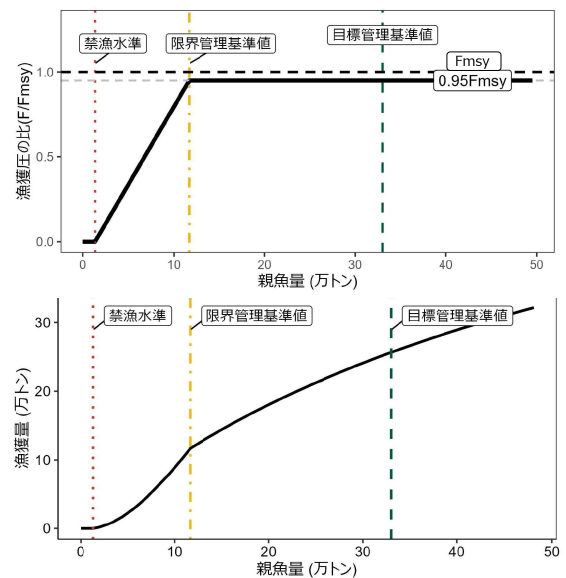 禁漁水準 限界管理基準値 目標管理基準値
Fmsy
0.95Fmsy
漁獲圧の比(F/Fmsy)
1.0
0.5
0.0
0 10 20 30 40 50
親魚量 (万トン)
禁漁水準 限界管理基準値 目標管理基準値
漁獲量 (万トン)
30
20
10
0
0 10 20 30 40 50
親魚量 (万トン)